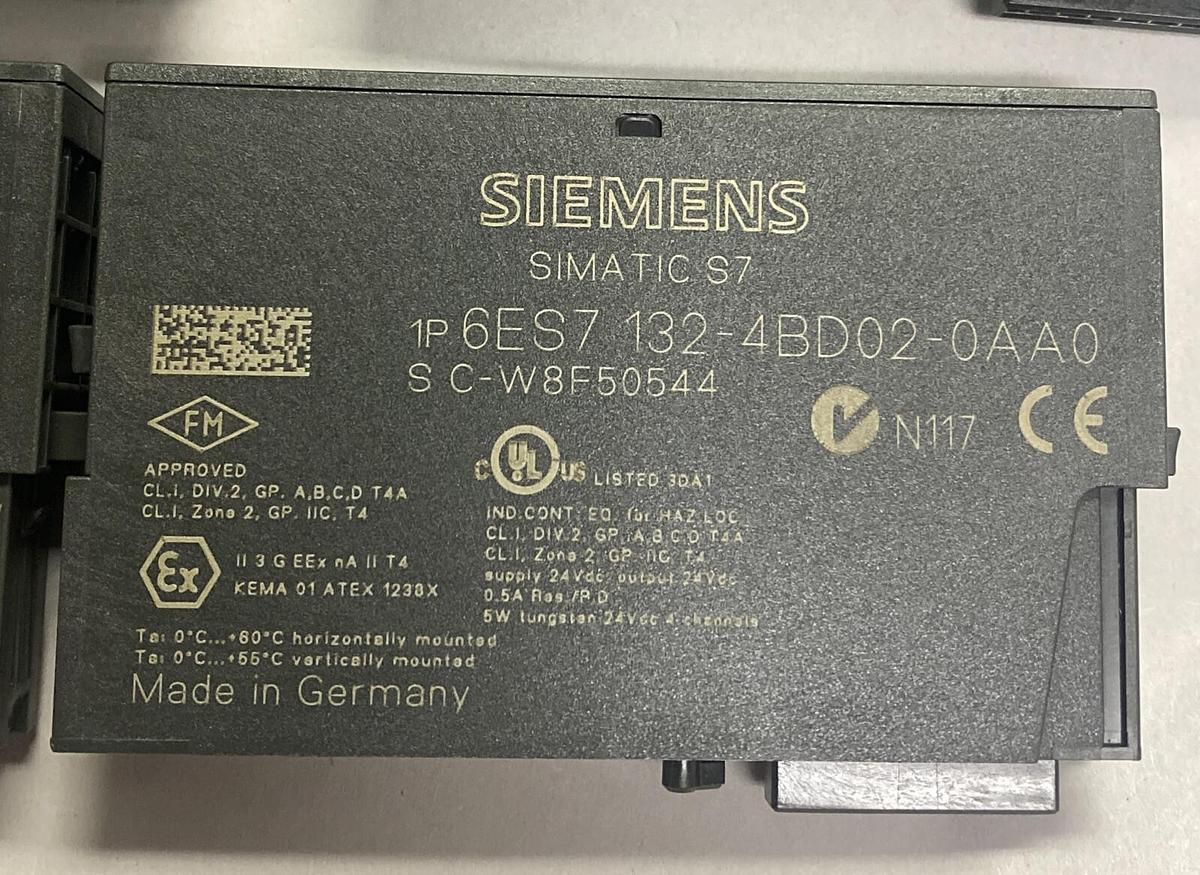 SIEMENS
SIMATIC S7
1P 6ES7 132-4BD02-0AA0
S C-W8F50544
N117 CE
FM
APPROVED
CL.I, DIV.2, GP. A,B,C,D T4A
CL.I, Zone 2, GP. IIC, T4
Ex
II 3 G EEx nA II T4
KEMA 01 ATEX 1238X
C UL US LISTED 3DA1
IND.CONT. EQ. for HAZ.LOC.
CL.I, DIV.2, GP. A,B,C,D T4A
CL.I, Zone 2, GP. IIC, T4
supply 24Vdc, output 24Vdc
0.5A Res./P.D.
5W tungsten 24Vdc 4 channels
Ta: 0°C...+60°C horizontally mounted
Ta: 0°C...+55°C vertically mounted
Made in Germany